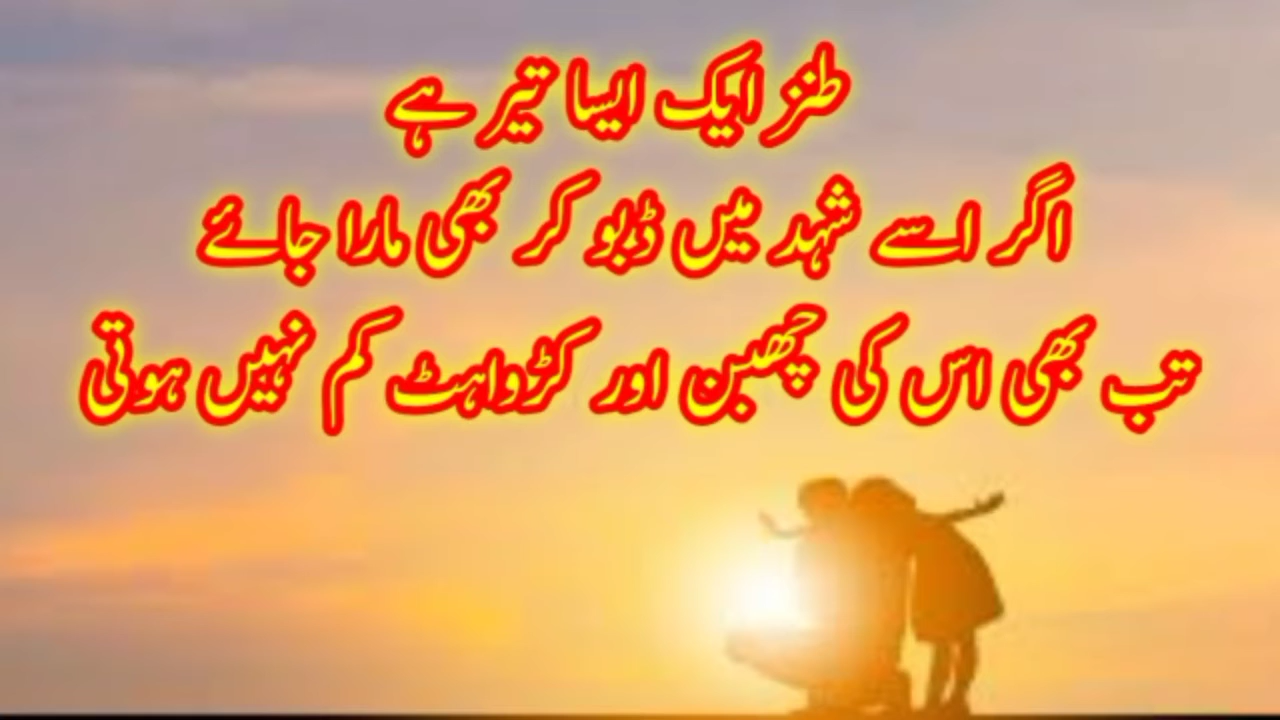 طنز ایک ایسا تیر ہے
اگر اسے شہد میں ڈبو کر بھی مارا جائے
تب بھی اس کی چھبن اور کڑواہٹ کم نہیں ہوتی